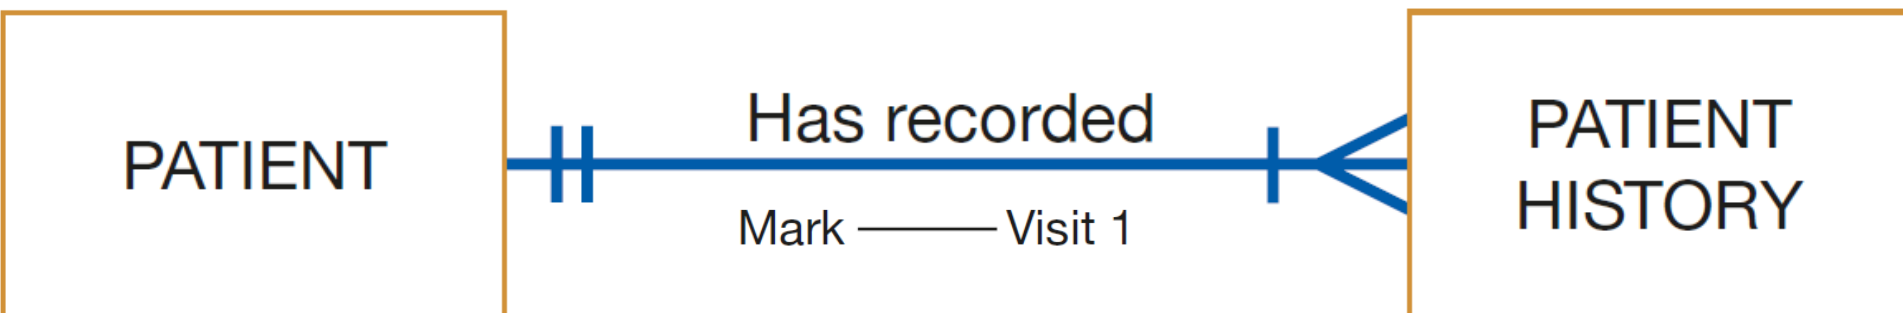 PATIENT
Has recorded
Mark Visit 1
PATIENT
HISTORY